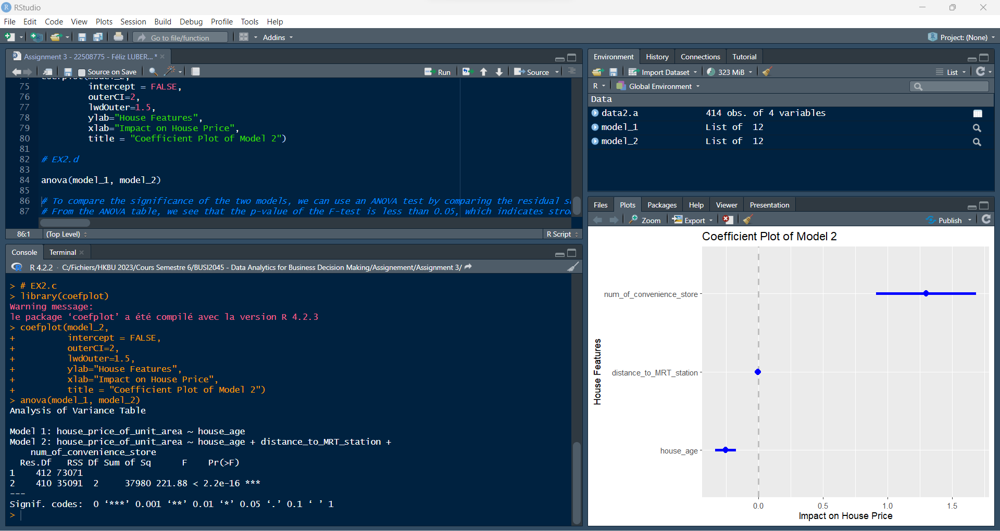 RStudio
File Edit Code View Plots Session Build Debug Profile Tools Help
Go to file/function Addins Project: (None)
Assignment 3 - 22508775 - Féliz LUBER... *
Source on Save Run Source
75 intercept = FALSE,
76 outerCI=2,
77 lwdOuter=1.5,
78 ylab="House Features",
79 xlab="Impact on House Price",
80 title = "Coefficient Plot of Model 2")
81
82 # EX2.d
83
84 anova(model_1, model_2)
85
86 # To compare the significance of the two models, we can use an ANOVA test by comparing the residual s
87 # From the ANOVA table, we see that the p-value of the F-test is less than 0.05, which indicates stro
86:1 (Top Level) R Script
Console Terminal
R 4.2.2 · C:/Fichiers/HKBU 2023/Cours Semestre 6/BUSI2045 - Data Analytics for Business Decision Making/Assignement/Assignment 3/
> # EX2.c
> library(coefplot)
Warning message:
le package ‘coefplot’ a été compilé avec la version R 4.2.3
> coefplot(model_2,
+ intercept = FALSE,
+ outerCI=2,
+ lwdOuter=1.5,
+ ylab="House Features",
+ xlab="Impact on House Price",
+ title = "Coefficient Plot of Model 2")
> anova(model_1, model_2)
Analysis of Variance Table
Model 1: house_price_of_unit_area ~ house_age
Model 2: house_price_of_unit_area ~ house_age + distance_to_MRT_station +
num_of_convenience_store
Res.Df RSS Df Sum of Sq F Pr(>F)
1 412 73071
2 410 35091 2 37980 221.88 < 2.2e-16 ***
---
Signif. codes: 0 ‘***’ 0.001 ‘**’ 0.01 ‘*’ 0.05 ‘.’ 0.1 ‘ ’ 1
>
Environment History Connections Tutorial
Import Dataset 323 MiB List
R Global Environment
Data
data2.a 414 obs. of 4 variables
model_1 List of 12
model_2 List of 12
Files Plots Packages Help Viewer Presentation
Zoom Export Publish
Coefficient Plot of Model 2
num_of_convenience_store
distance_to_MRT_station
house_age
House Features
0.0 0.5 1.0 1.5
Impact on House Price